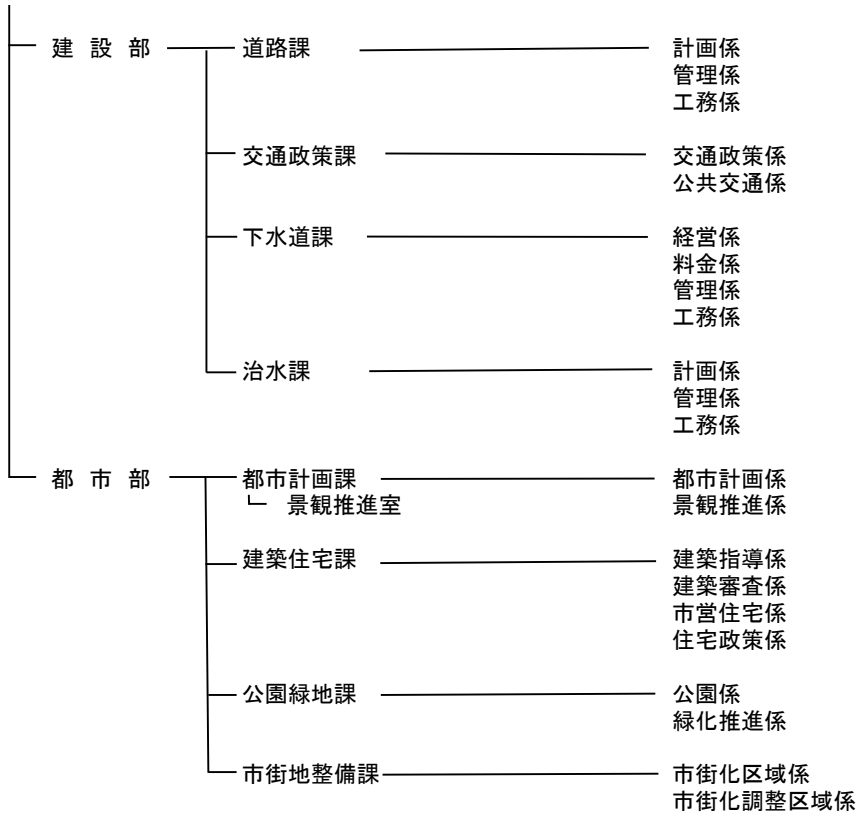 建設部 道路課 計画係
管理係
工務係
交通政策課 交通政策係
公共交通係
下水道課 経営係
料金係
管理係
工務係
治水課 計画係
管理係
工務係
都市部 都市計画課 都市計画係
景観推進室 景観推進係
建築住宅課 建築指導係
建築審査係
市営住宅係
住宅政策係
公園緑地課 公園係
緑化推進係
市街地整備課 市街化区域係
市街化調整区域係